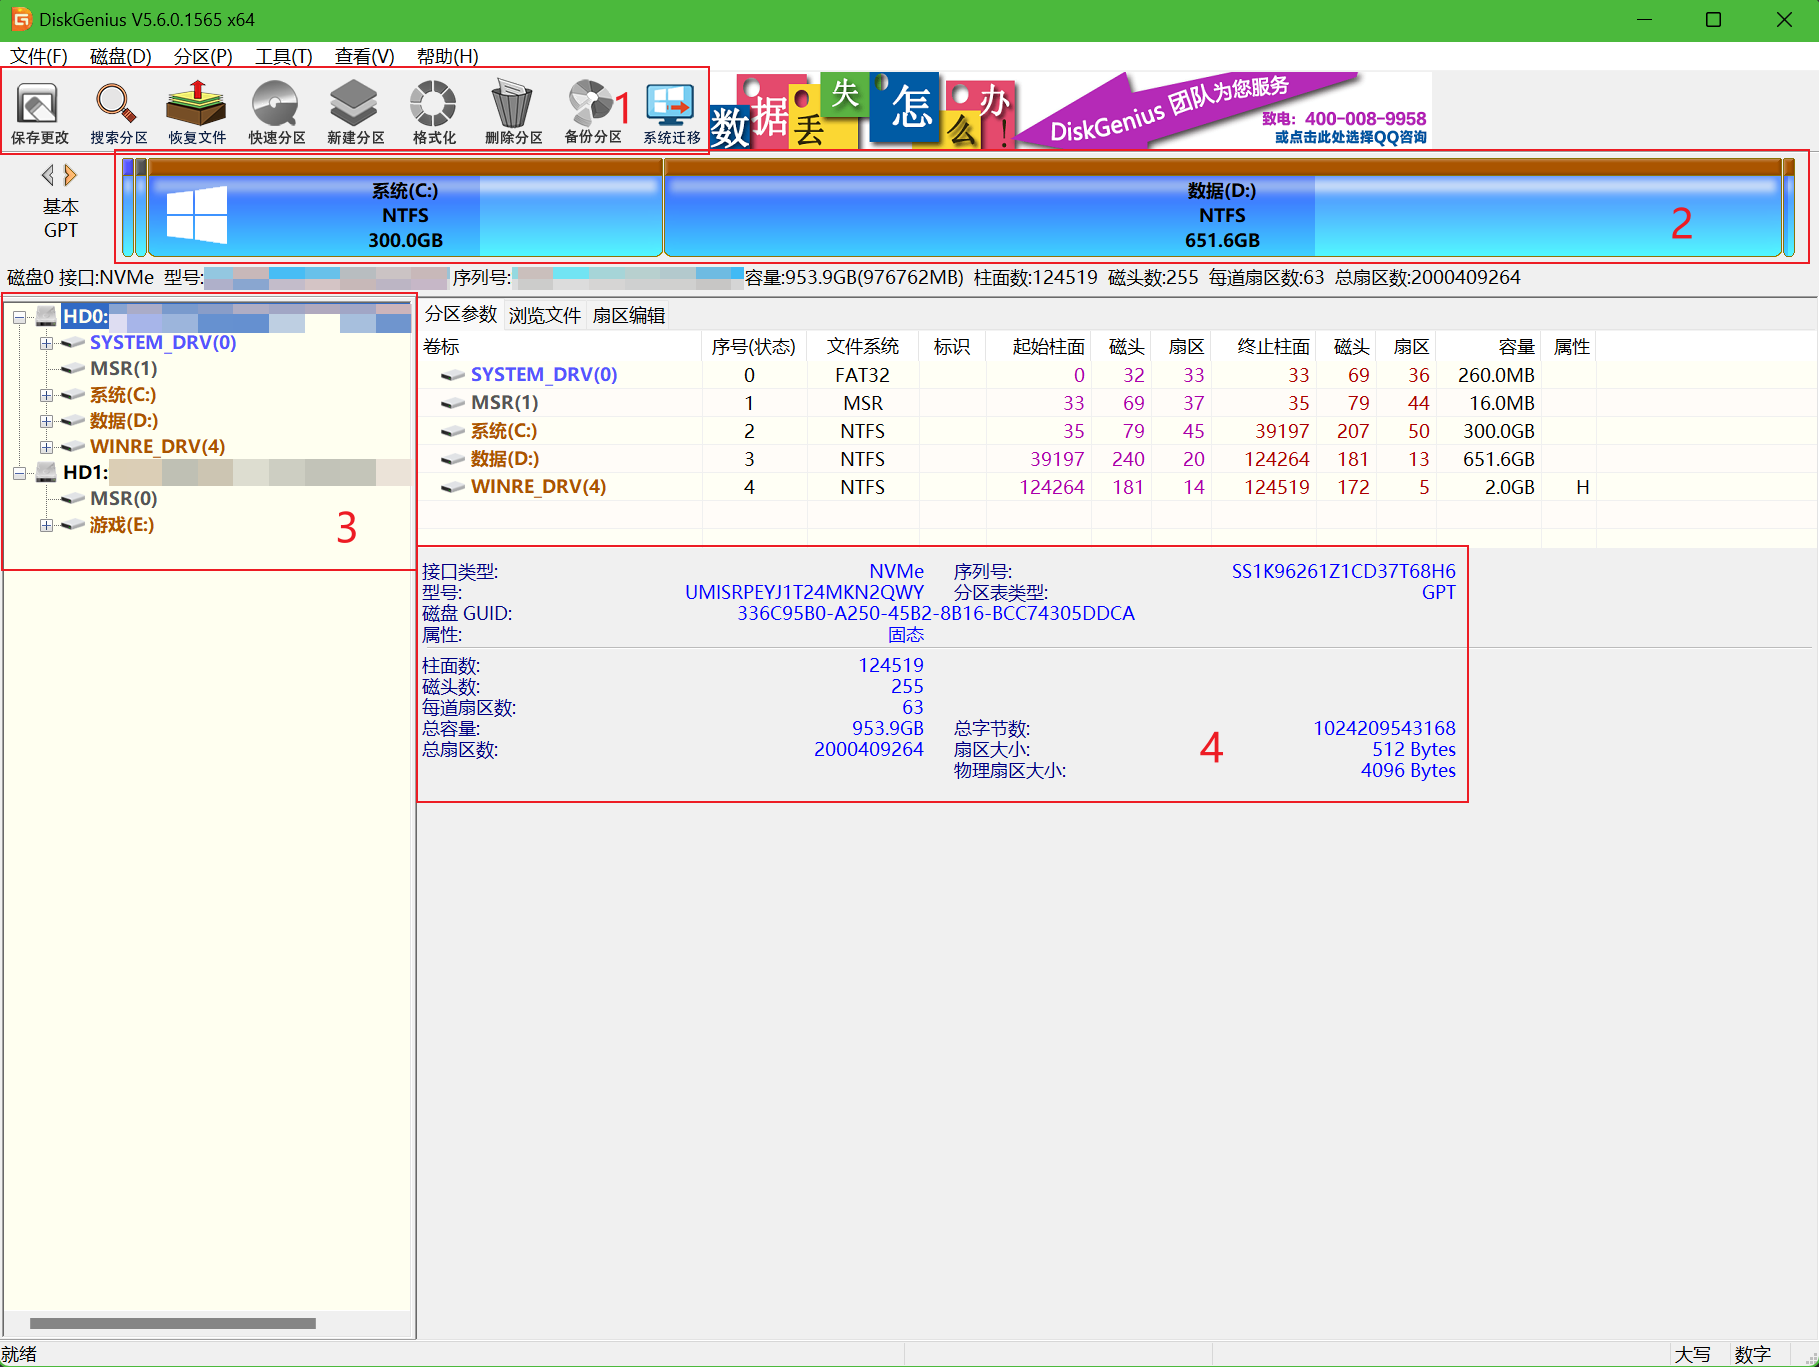 DiskGenius V5.6.0.1565 x64
文件(F) 磁盘(D) 分区(P) 工具(T) 查看(V) 帮助(H)
保存更改 搜索分区 恢复文件 快速分区 新建分区 格式化 删除分区 备份分区 系统迁移
1
数据丢失怎么办!
DiskGenius 团队为您服务
致电: 400-008-9958
或点击此处选择QQ咨询
基本
GPT
系统(C:)
NTFS
300.0GB
数据(D:)
NTFS
651.6GB
2
磁盘0 接口:NVMe 型号: 序列号: 容量:953.9GB(976762MB) 柱面数:124519 磁头数:255 每道扇区数:63 总扇区数:2000409264
HD0:
SYSTEM_DRV(0)
MSR(1)
系统(C:)
数据(D:)
WINRE_DRV(4)
HD1:
MSR(0)
游戏(E:)
3
分区参数 浏览文件 扇区编辑
卷标 序号(状态) 文件系统 标识 起始柱面 磁头 扇区 终止柱面 磁头 扇区 容量 属性
SYSTEM_DRV(0) 0 FAT32 0 32 33 33 69 36 260.0MB
MSR(1) 1 MSR 33 69 37 35 79 44 16.0MB
系统(C:) 2 NTFS 35 79 45 39197 207 50 300.0GB
数据(D:) 3 NTFS 39197 240 20 124264 181 13 651.6GB
WINRE_DRV(4) 4 NTFS 124264 181 14 124519 172 5 2.0GB H
接口类型: NVMe 序列号: SS1K96261Z1CD37T68H6
型号: UMISRPEYJ1T24MKN2QWY 分区表类型: GPT
磁盘 GUID: 336C95B0-A250-45B2-8B16-BCC74305DDCA
属性: 固态
柱面数: 124519
磁头数: 255
每道扇区数: 63
总容量: 953.9GB 总字节数: 1024209543168
总扇区数: 2000409264 扇区大小: 512 Bytes
物理扇区大小: 4096 Bytes
4
就绪 大写 数字